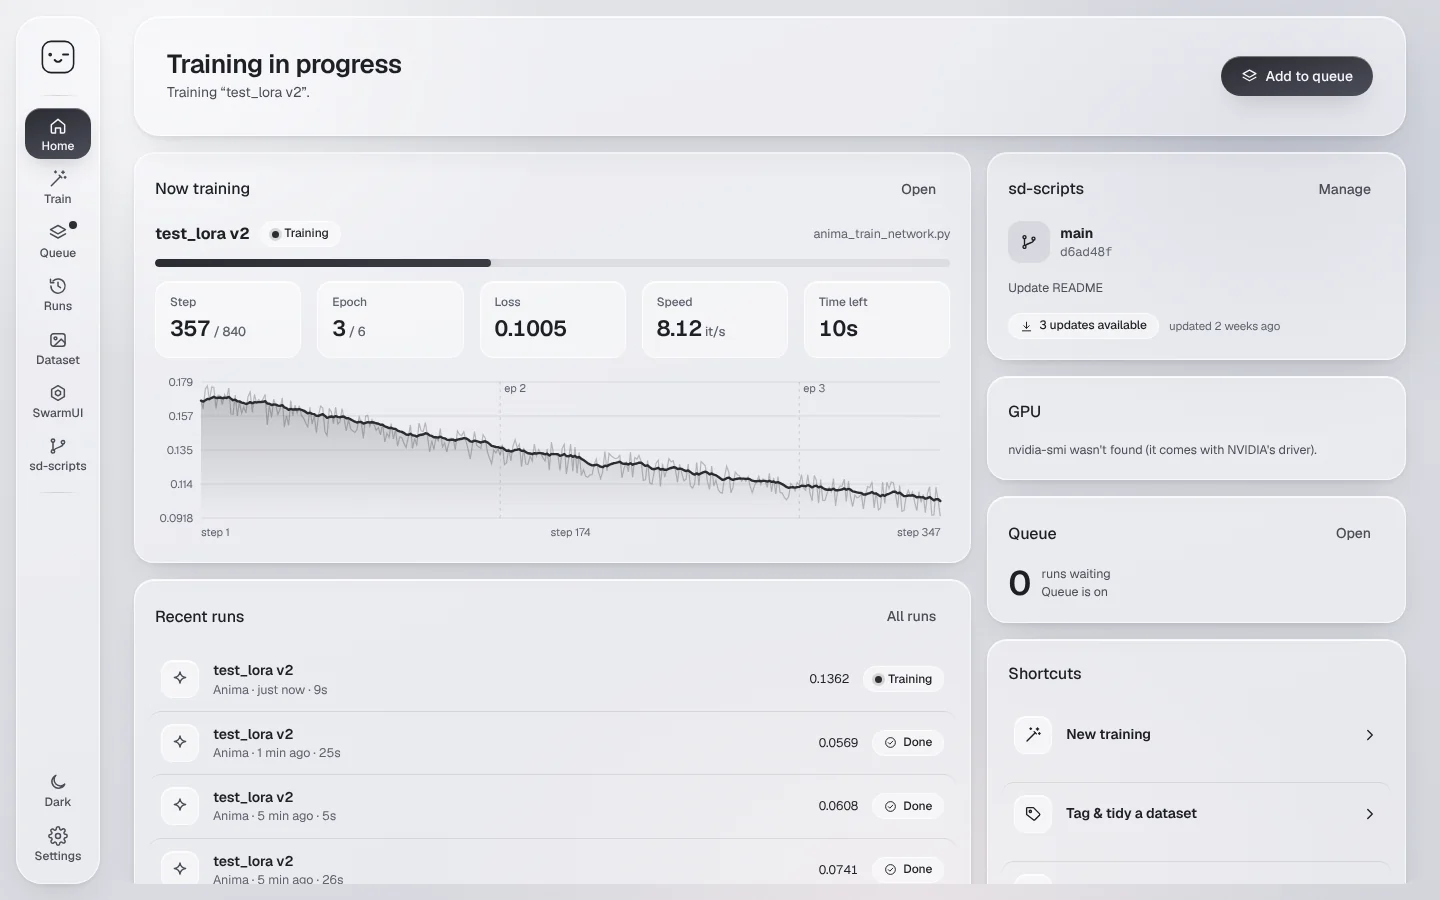 Training in progress
Training “test_lora v2”.
Add to queue
Home
Train
Queue
Runs
Dataset
SwarmUI
sd-scripts
Dark
Settings
Now training
Open
test_lora v2
Training
anima_train_network.py
Step
357 / 840
Epoch
3 / 6
Loss
0.1005
Speed
8.12 it/s
Time left
10s
0.179
0.157
0.135
0.114
0.0918
ep 2
ep 3
step 1
step 174
step 347
Recent runs
All runs
test_lora v2
Anima · just now · 9s
0.1362
Training
test_lora v2
Anima · 1 min ago · 25s
0.0569
Done
test_lora v2
Anima · 5 min ago · 5s
0.0608
Done
test_lora v2
Anima · 5 min ago · 26s
0.0741
Done
sd-scripts
Manage
main
d6ad48f
Update README
3 updates available
updated 2 weeks ago
GPU
nvidia-smi wasn't found (it comes with NVIDIA's driver).
Queue
Open
0
runs waiting
Queue is on
Shortcuts
New training
Tag & tidy a dataset